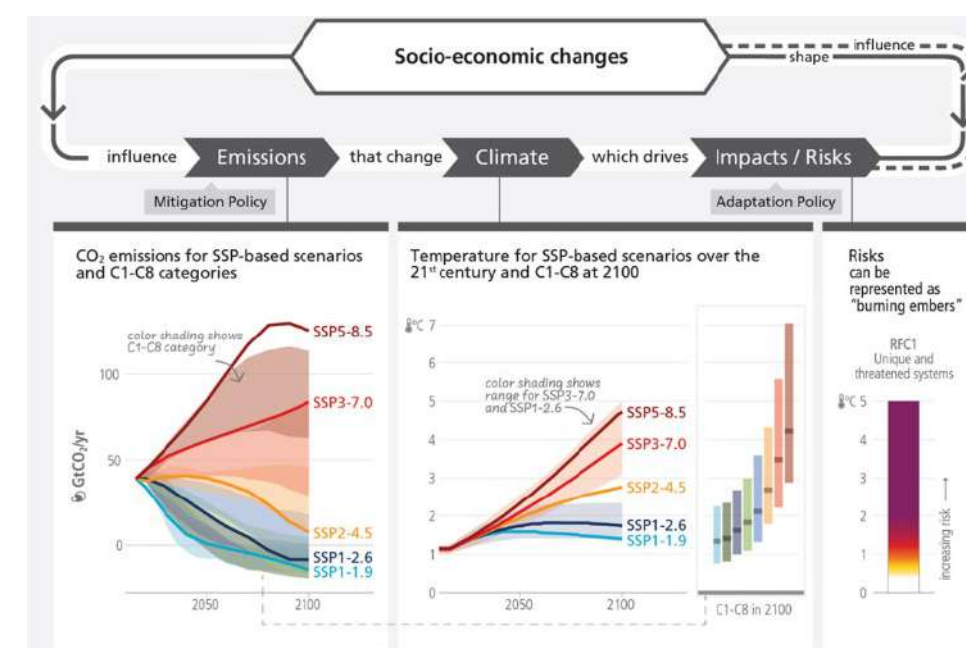 Socio-economic changes
influence
shape
influence
Emissions
that change
Climate
which drives
Impacts / Risks
Mitigation Policy
Adaptation Policy
CO₂ emissions for SSP-based scenarios
and C1-C8 categories
color shading shows
C1-C8 category
GtCO₂/yr
100
50
0
2050
2100
SSP5-8.5
SSP3-7.0
SSP2-4.5
SSP1-2.6
SSP1-1.9
Temperature for SSP-based scenarios over the
21ˢᵗ century and C1-C8 at 2100
°C
7
6
5
4
3
2
1
0
color shading shows
range for SSP3-7.0
and SSP1-2.6
SSP5-8.5
SSP3-7.0
SSP2-4.5
SSP1-2.6
SSP1-1.9
2050
2100
C1-C8 in 2100
Risks
can be
represented as
“burning embers”
RFC1
Unique and
threatened systems
°C
5
4
3
2
1
0
increasing risk